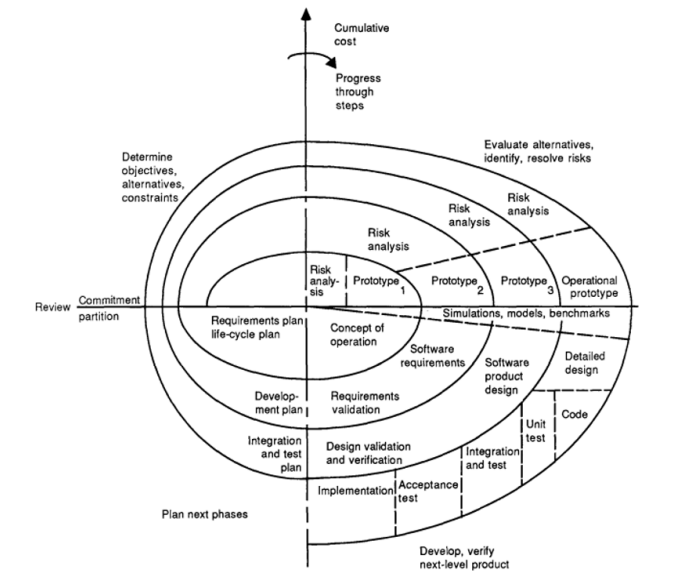 Cumulative
cost
Progress
through
steps
Evaluate alternatives,
identify, resolve risks
Determine
objectives,
alternatives,
constraints
Risk
analysis
Risk
analysis
Risk
analysis
Risk
analy-
sis
Prototype
1
Prototype
2
Prototype
3
Operational
prototype
Review
Commitment
partition
Simulations, models, benchmarks
Requirements plan
life-cycle plan
Concept of
operation
Software
requirements
Software
product
design
Detailed
design
Develop-
ment plan
Requirements
validation
Code
Unit
test
Integration
and test
plan
Design validation
and verification
Integration
and test
Implementation
Acceptance
test
Plan next phases
Develop, verify
next-level product